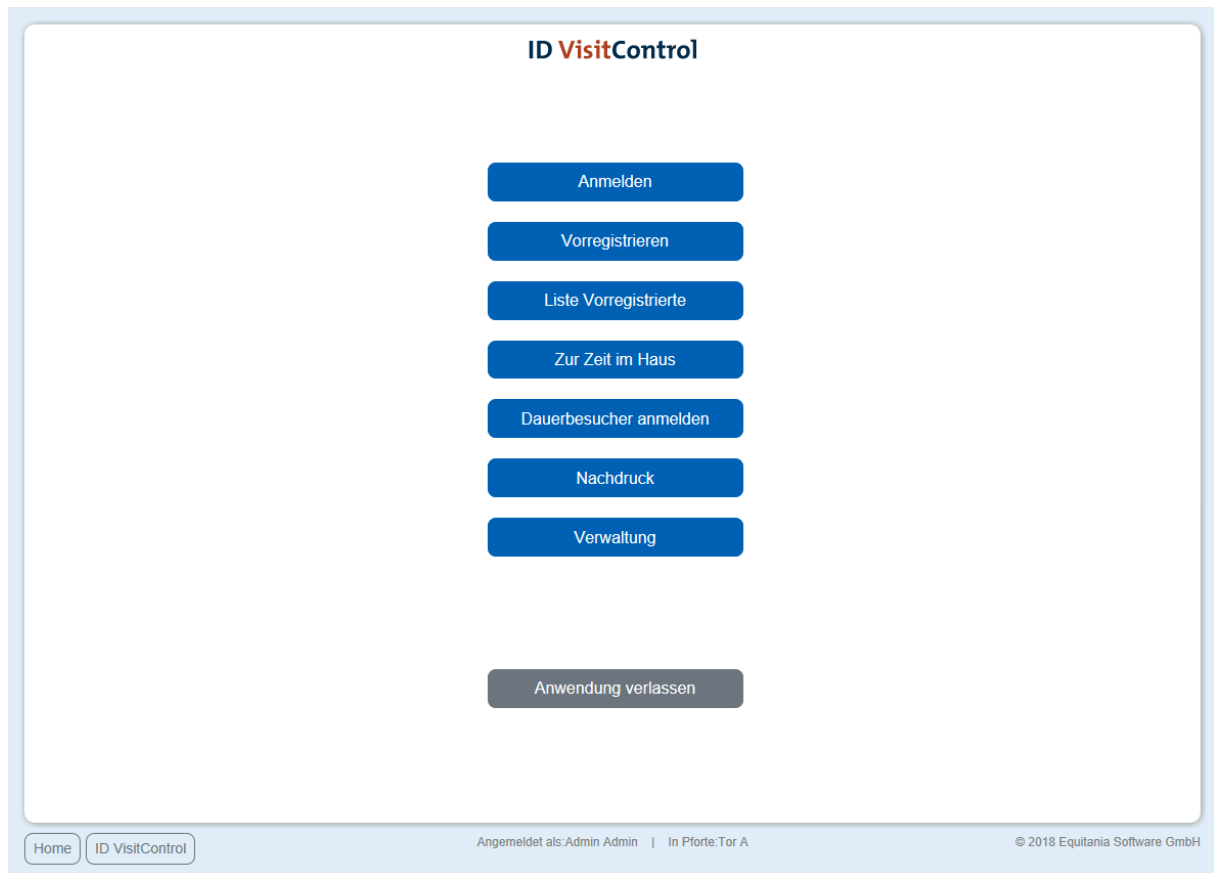 ID VisitControl
Anmelden
Vorregistrieren
Liste Vorregistrierte
Zur Zeit im Haus
Dauerbesucher anmelden
Nachdruck
Verwaltung
Anwendung verlassen
Home ID VisitControl Angemeldet als:Admin Admin | In Pforte:Tor A © 2018 Equitania Software GmbH